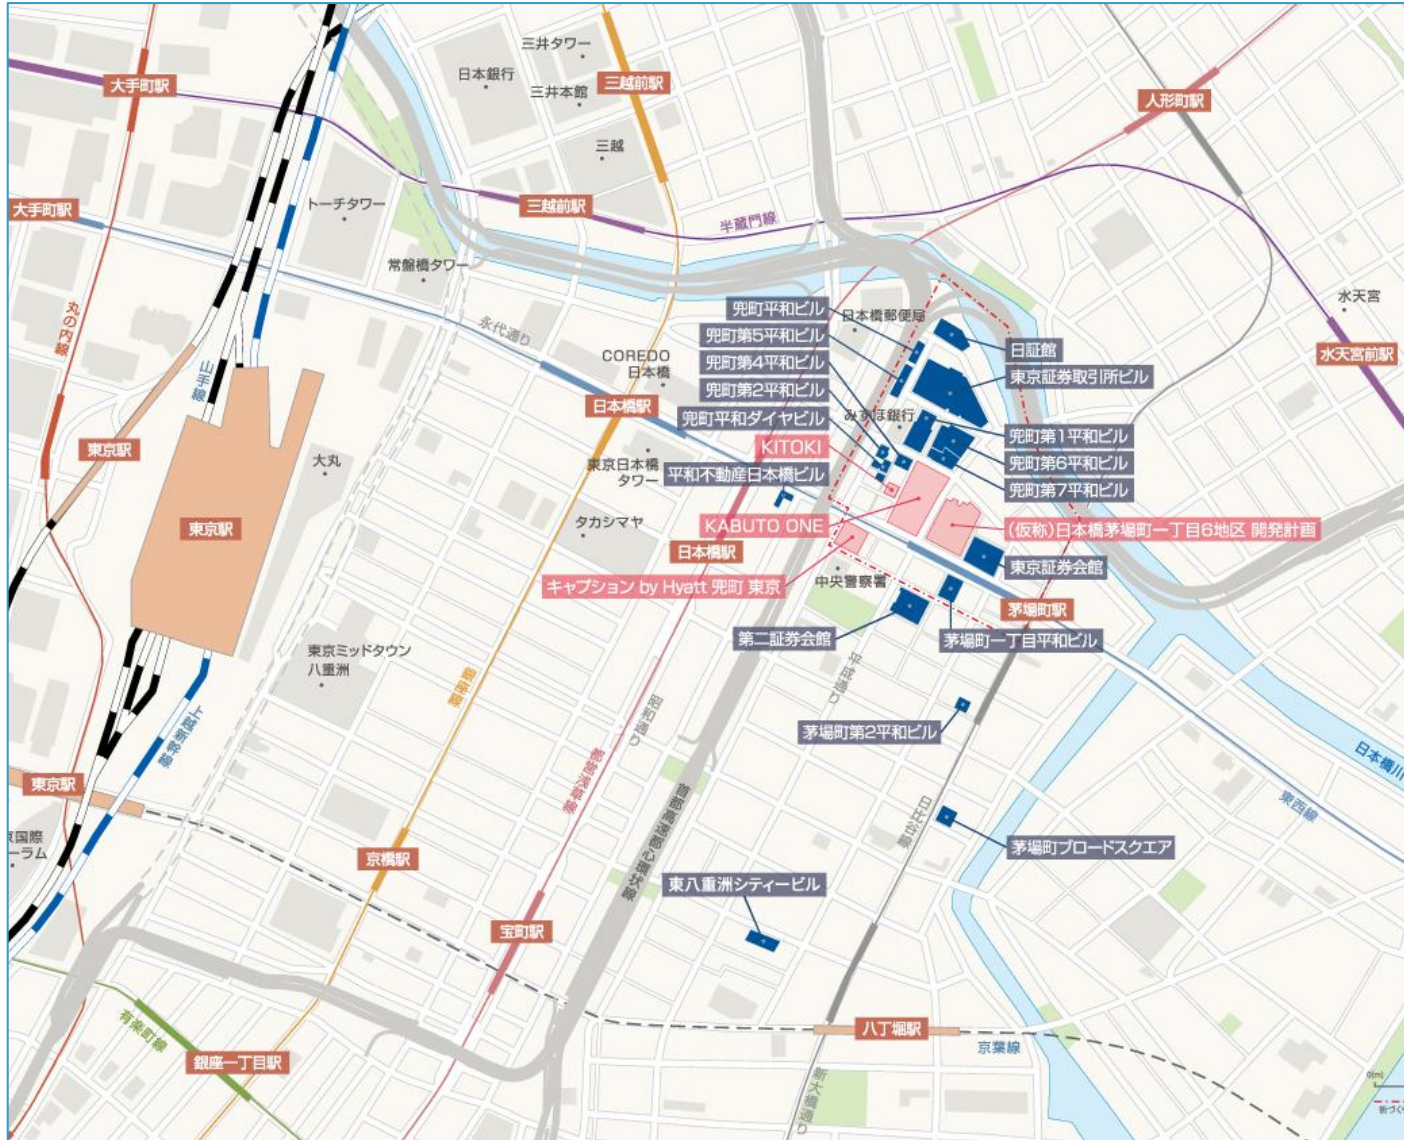 三井タワー
日本銀行
三越前駅
大手町駅
三井本館
人形町駅
三越
大手町駅
トーチタワー
三越前駅
半蔵門線
常盤橋タワー
水天宮
丸の内線
兜町平和ビル
日本橋郵便局
永代通り
兜町第5平和ビル
日証館
水天宮前駅
COREDO
日本橋
兜町第4平和ビル
東京証券取引所ビル
山手線
兜町第2平和ビル
日本橋駅
兜町平和ダイヤビル
みずほ銀行
兜町第1平和ビル
東京駅
大丸
KITOKI
兜町第6平和ビル
東京日本橋
タワー
平和不動産日本橋ビル
兜町第7平和ビル
東京駅
タカシマヤ
KABUTO ONE
(仮称)日本橋茅場町一丁目6地区 開発計画
日本橋駅
東京証券会館
キャプション by Hyatt 兜町 東京
中央警察署
茅場町駅
第二証券会館
茅場町一丁目平和ビル
東京ミッドタウン
八重洲
銀座線
平成通り
昭和通り
上越新幹線
茅場町第2平和ビル
日本橋川
都営浅草線
東京駅
首都高速都心環状線
日比谷線
東西線
国際
ーラム
京橋駅
茅場町ブロードスクエア
東八重洲シティービル
宝町駅
有楽町線
八丁堀駅
京葉線
銀座一丁目駅
新大橋通り
0(m)
街づく